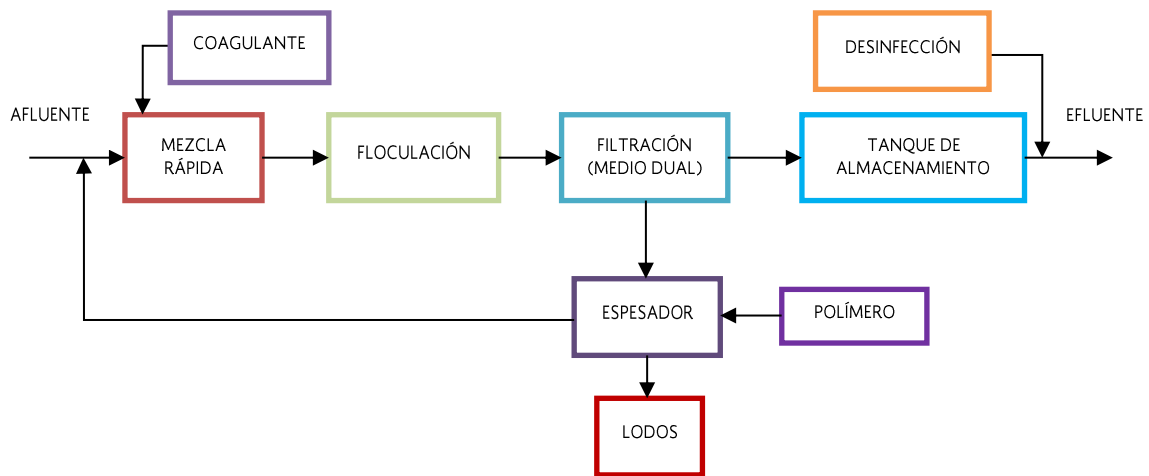 COAGULANTE
DESINFECCIÓN
AFLUENTE
EFLUENTE
MEZCLA
RÁPIDA
FLOCULACIÓN
FILTRACIÓN
(MEDIO DUAL)
TANQUE DE
ALMACENAMIENTO
ESPESADOR
POLÍMERO
LODOS